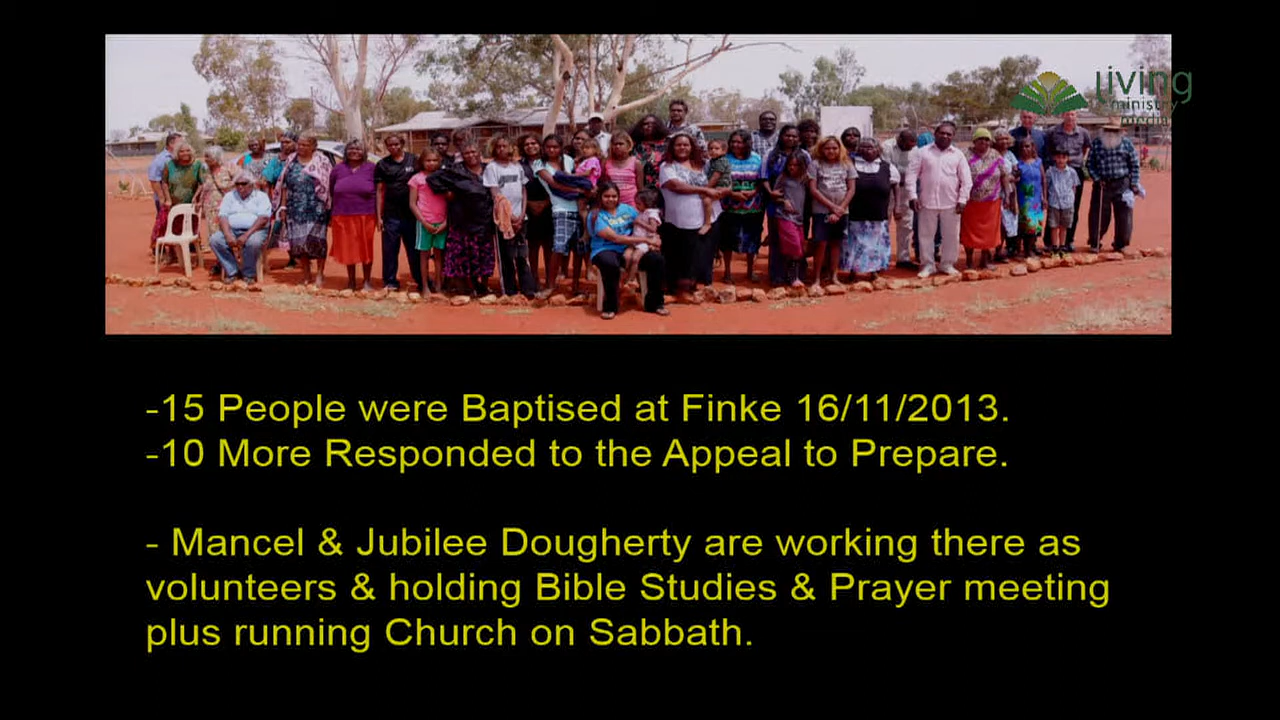 living
ministry
-15 People were Baptised at Finke 16/11/2013.
-10 More Responded to the Appeal to Prepare.
- Mancel & Jubilee Dougherty are working there as
volunteers & holding Bible Studies & Prayer meeting
plus running Church on Sabbath.